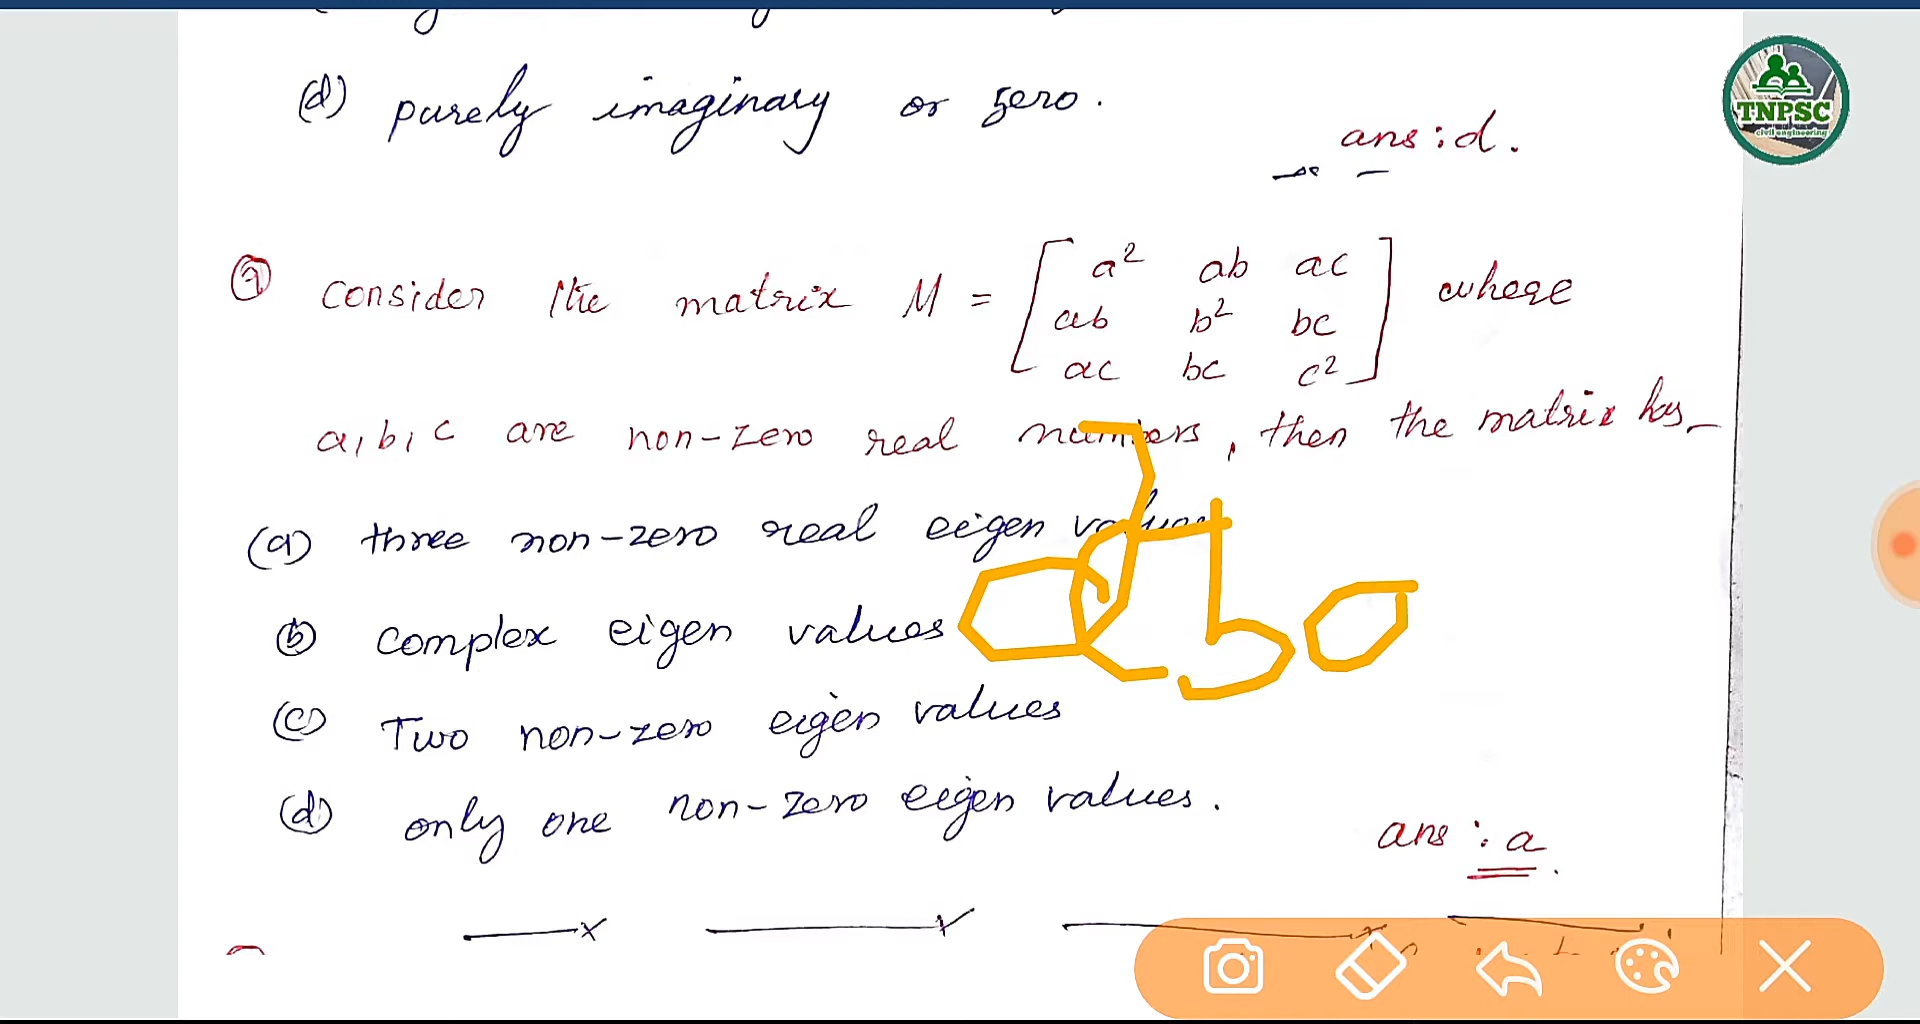 (d) purely imaginary or zero.
ans : d.
TNPSC
civil engineering
⑨ Consider the matrix M = [ a² ab ac where
ab b² bc
ac bc c² ]
a, b, c are non-zero real numbers, then the matrix has_
(a) three non-zero real eigen values
(b) complex eigen values
(c) Two non-zero eigen values
(d) only one non-zero eigen values.
ans : a.